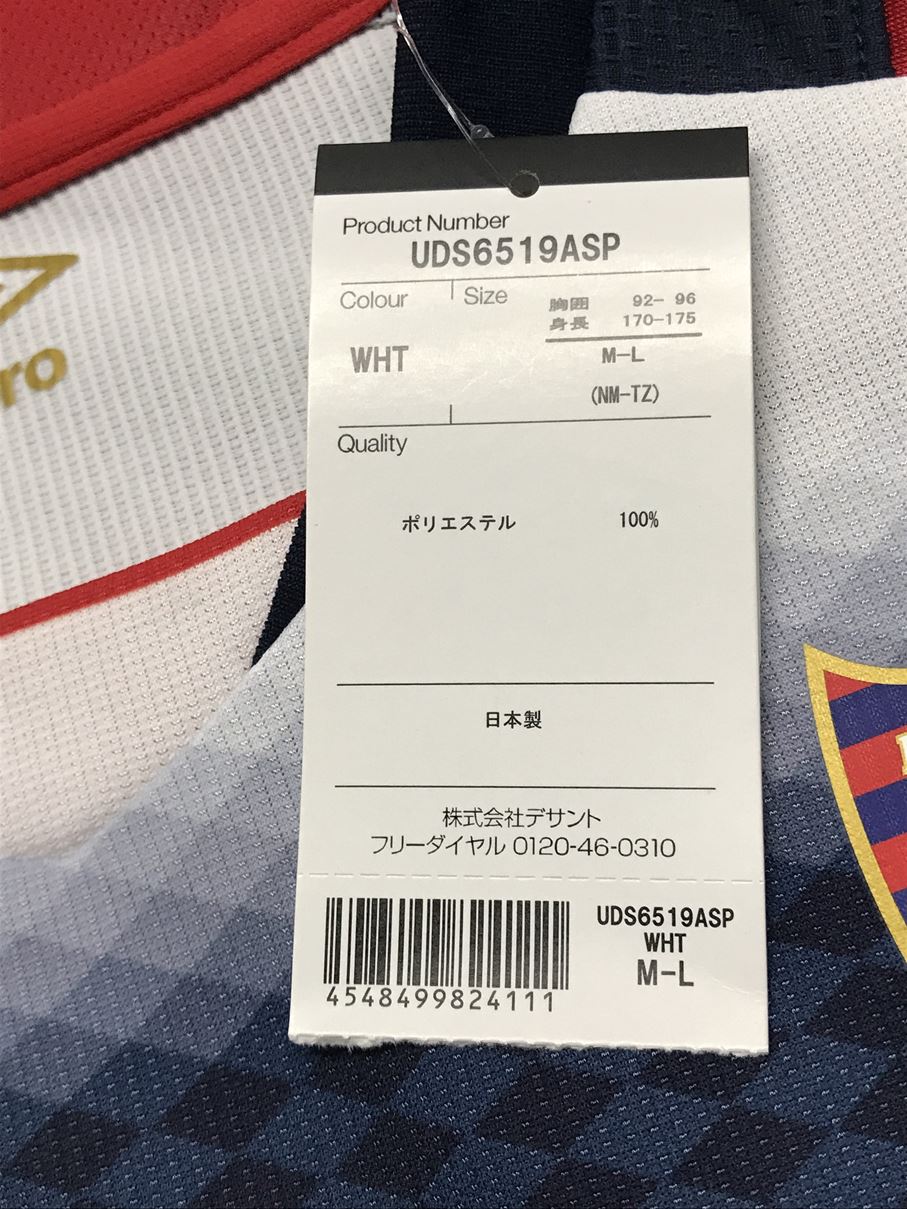 Product Number
UDS6519ASP
Colour
Size
胸囲 92- 96
身長 170-175
WHT
M-L
(NM-TZ)
Quality
ポリエステル 100%
日本製
株式会社デサント
フリーダイヤル 0120-46-0310
4548499824111
UDS6519ASP
WHT
M-L
ro